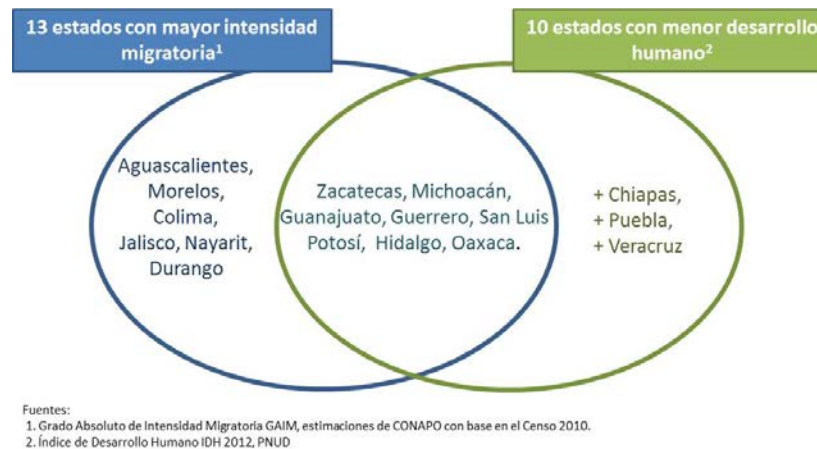 13 estados con mayor intensidad
migratoria¹
10 estados con menor desarrollo
humano²
Aguascalientes,
Morelos,
Colima,
Jalisco, Nayarit,
Durango
Zacatecas, Michoacán,
Guanajuato, Guerrero, San Luis
Potosí, Hidalgo, Oaxaca.
+ Chiapas,
+ Puebla,
+ Veracruz
Fuentes:
1. Grado Absoluto de Intensidad Migratoria GAIM, estimaciones de CONAPO con base en el Censo 2010.
2. Índice de Desarrollo Humano IDH 2012, PNUD